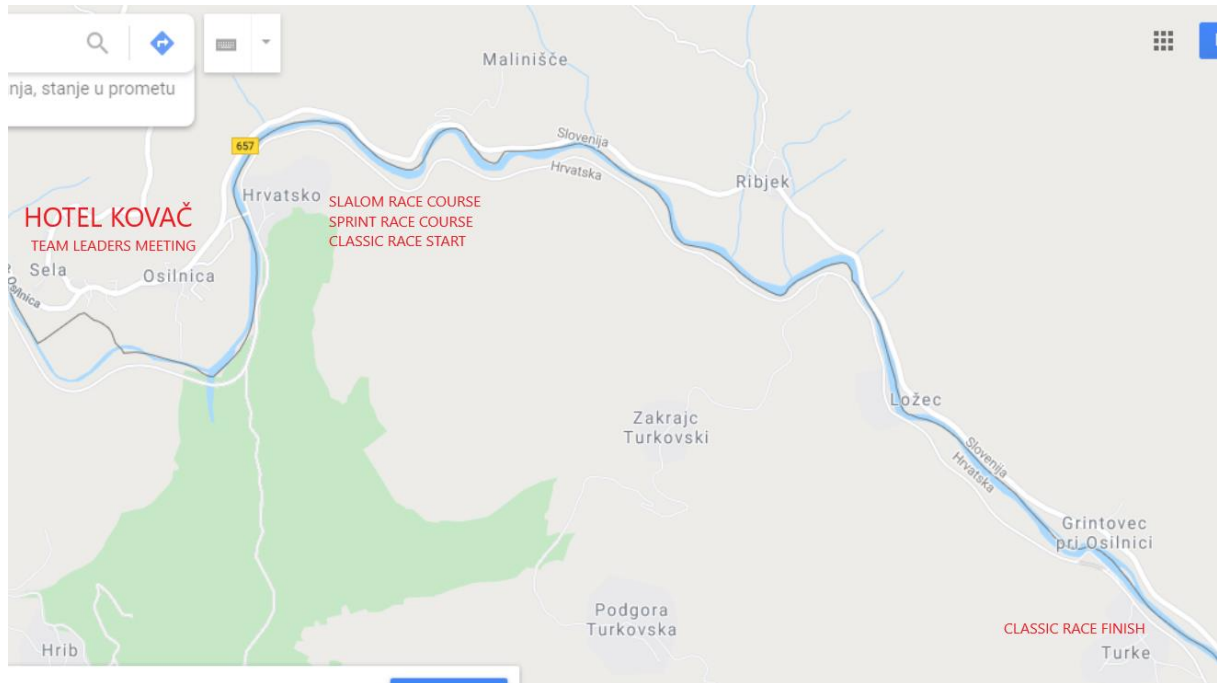 nja, stanje u prometu
Malinišče
657
Slovenija
Hrvatska
Ribjek
Hrvatsko
SLALOM RACE COURSE
SPRINT RACE COURSE
CLASSIC RACE START
HOTEL KOVAČ
TEAM LEADERS MEETING
Sela
Osilnica
Osilnica
Ložec
Zakrajc
Turkovski
Slovenija
Hrvatska
Grintovec
pri Osilnici
Podgora
Turkovska
CLASSIC RACE FINISH
Hrib
Turke